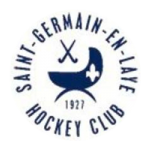 SAINT-GERMAIN-EN-LAYE
1927
HOCKEY CLUB